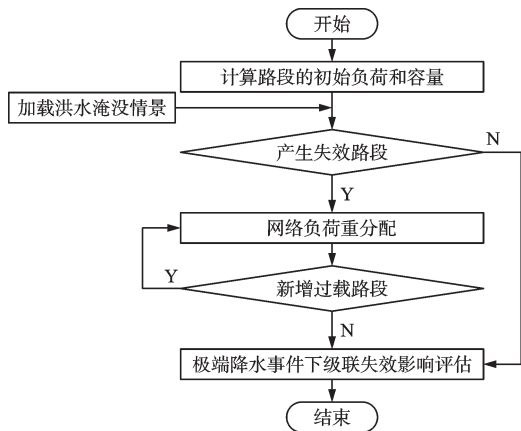 开始
计算路段的初始负荷和容量
加载洪水淹没情景
产生失效路段
N
Y
网络负荷重分配
Y
新增过载路段
N
极端降水事件下级联失效影响评估
结束